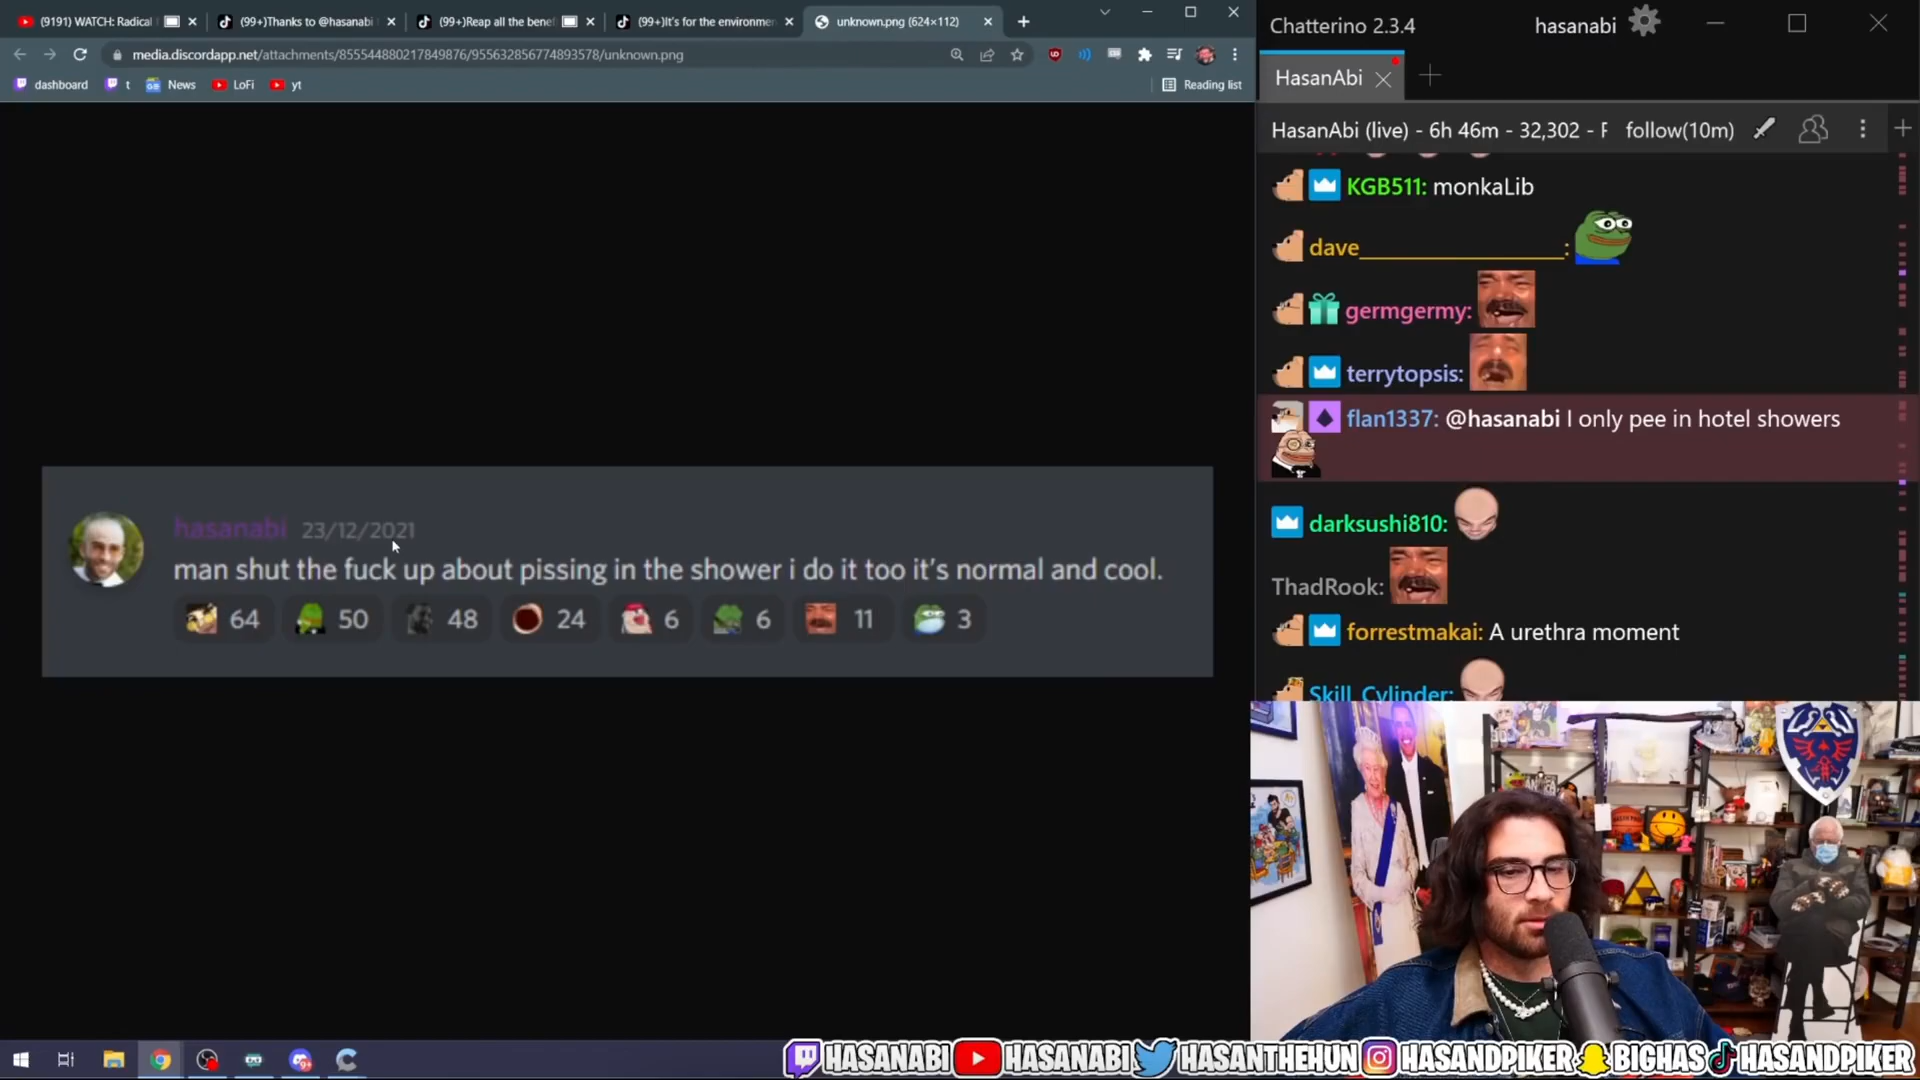 (9191) WATCH: Radical
(99+)Thanks to @hasanabi
(99+)Reap all the bene
(99+)It's for the environme
unknown.png (624×112)
media.discordapp.net/attachments/855544880217849876/955632856774893578/unknown.png
dashboard
t
News
LoFi
yt
Reading list
hasanabi 23/12/2021
man shut the fuck up about pissing in the shower i do it too it's normal and cool.
64 50 48 24 6 6 11 3
Chatterino 2.3.4
hasanabi
HasanAbi
HasanAbi (live) - 6h 46m - 32,302 - F follow(10m)
KGB511: monkaLib
dave__________________:
germgermy:
terrytopsis:
flan1337: @hasanabi I only pee in hotel showers
darksushi810:
ThadRook:
forrestmakai: A urethra moment
Skill_Cylinder:
HASANABI HASANABI HASANTHEHUN HASANDPIKER BIGHAS HASANDPIKER